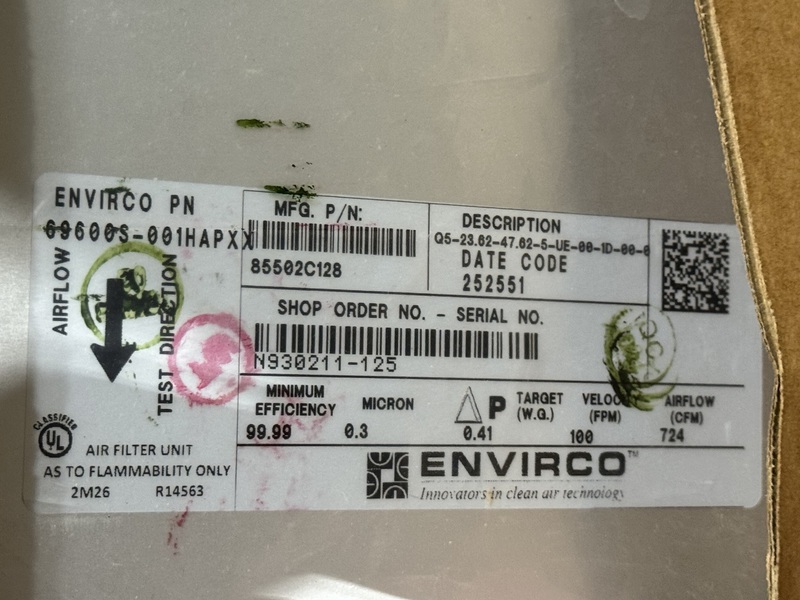 ENVIRCO PN
69600S-001HAPXX
AIRFLOW
TEST DIRECTION
CLASSIFIED
UL
AIR FILTER UNIT
AS TO FLAMMABILITY ONLY
2M26 R14563
MFG. P/N:
85502C128
DESCRIPTION
Q5-23.62-47.62-5-UE-00-1D-00-0
DATE CODE
252551
SHOP ORDER NO. - SERIAL NO.
N930211-125
MINIMUM EFFICIENCY
99.99
MICRON
0.3
△P
TARGET (W.G.)
0.41
(FPM)
100
AIRFLOW (CFM)
724
QC
ENVIRCO™
Innovators in clean air technology